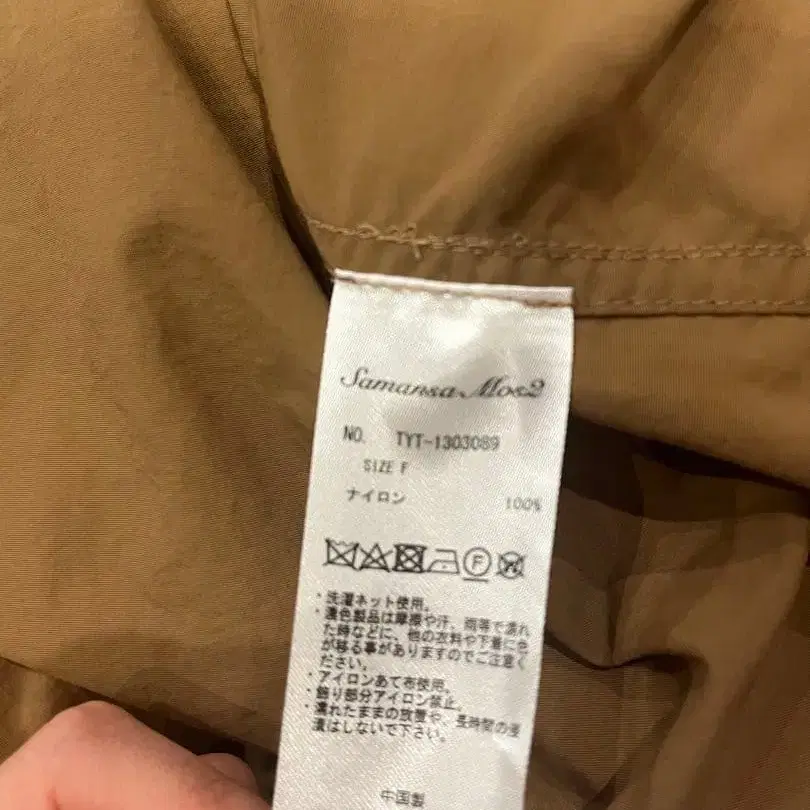 Samansa Mos2
NO. TYT-1303089
SIZE F
ナイロン 100%
F W
・洗濯ネット使用。
・濃色製品は摩擦や汗、雨等で濡れ
た時などに、他の衣料や下着に色
が移る事がありますのでご注意く
ださい。
・アイロンあて布使用。
・飾り部分アイロン禁止。
・濡れたままの放置や、長時間の浸
漬はしないで下さい。
中国製